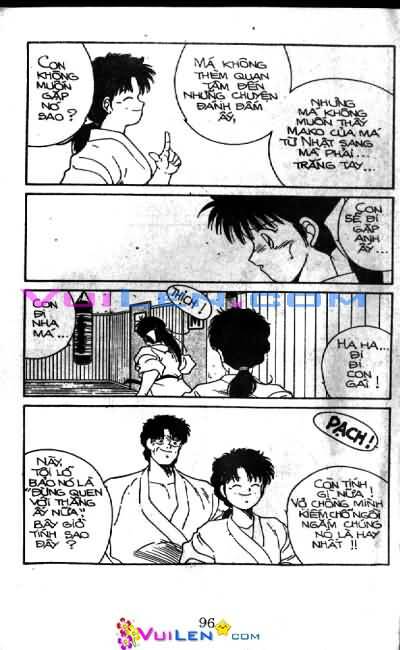 CON
KHÔNG
MUỐN
GẶP
NÓ
SAO?
MÁ KHÔNG
THÈM QUAN
TÂM ĐẾN
NHỮNG CHUYỆN
ĐÁNH ĐẤM
ẤY,
NHƯNG
MÁ KHÔNG
MUỐN THẤY
MAKO CỦA MÁ
TỪ NHẬT SANG
MÀ PHẢI...
TRẮNG TAY...
CON
SẼ ĐI
GẶP
ANH
ẤY...
VUILEN.COM
CON
ĐI
NHA
MÁ...
THÍCH!
HA HA...
ĐI
ĐI
CON
GÁI!
PẠCH!
NÀY,
TÔI LỠ
BẢO NÓ LÀ
"ĐỪNG QUEN
VỚI THẰNG
ẤY NỮA".
BÂY GIỜ
TÍNH SAO
ĐÂY?
CÒN TÍNH
GÌ NỮA!
VỢ CHỒNG MÌNH
KIẾM CHỖ NGỒI
NGẮM CHÚNG
NÓ LÀ HAY
NHẤT!!
96
VUILEN.COM